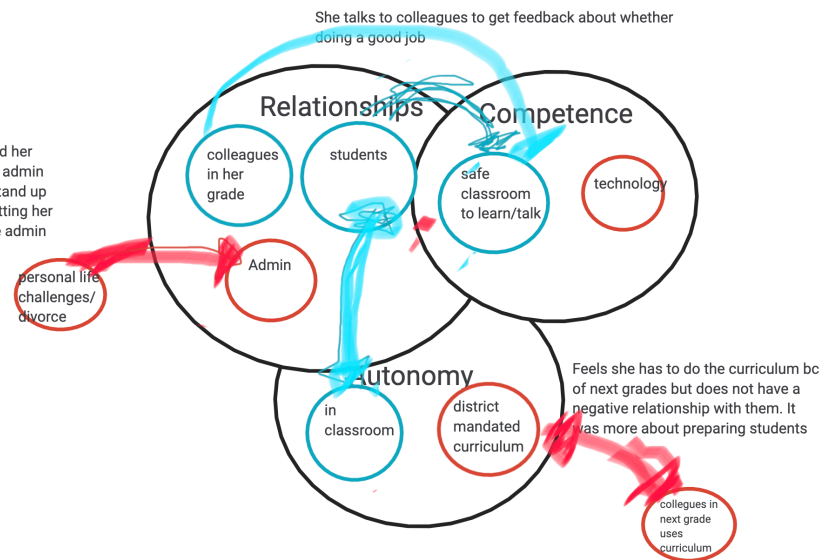 She talks to colleagues to get feedback about whether
doing a good job
Relationships
Competence
colleagues
in her
grade
students
safe
classroom
to learn/talk
technology
d her
admin
tand up
tting her
e admin
Admin
personal life
challenges/
divorce
Autonomy
in
classroom
district
mandated
curriculum
Feels she has to do the curriculum bc
of next grades but does not have a
negative relationship with them. It
was more about preparing students
collegues in
next grade
uses
curriculum